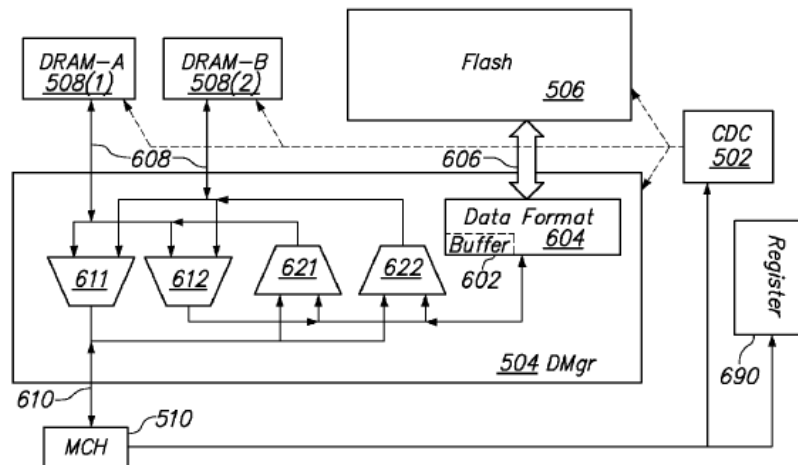 DRAM-A
508(1)
DRAM-B
508(2)
Flash
506
CDC
502
608
606
Data Format
604
Buffer
602
611
612
621
622
Register
690
504 DMgr
610
510
MCH